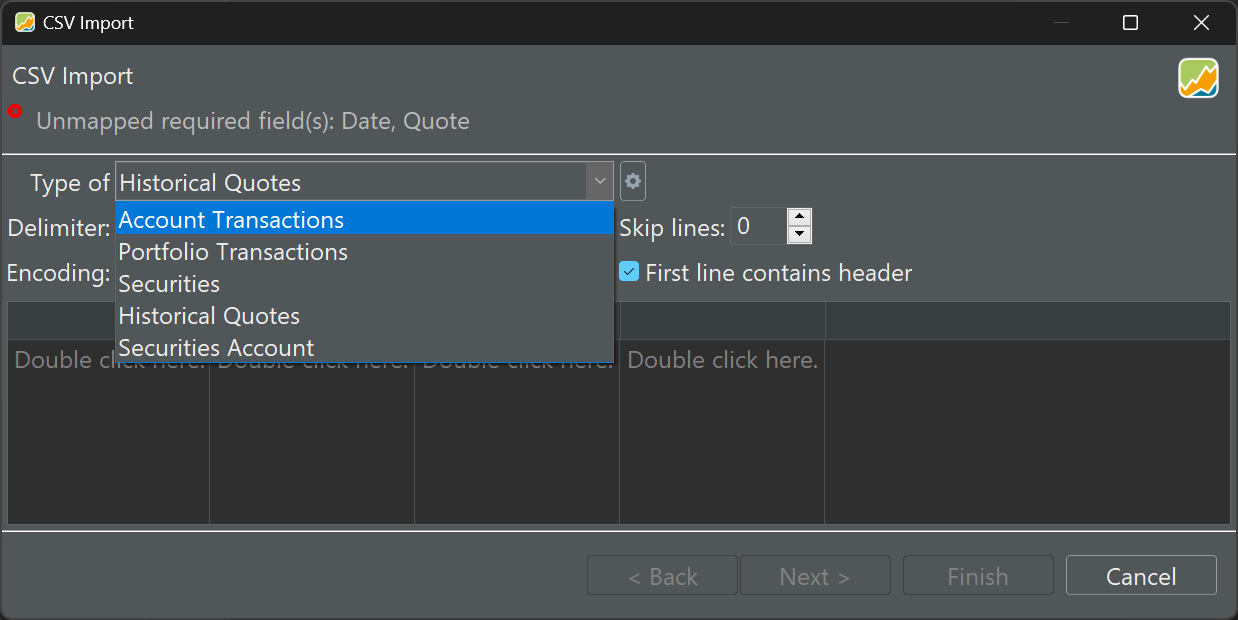 CSV Import
CSV Import
Unmapped required field(s): Date, Quote
Type of Historical Quotes
Account Transactions
Delimiter: Skip lines: 0
Portfolio Transactions
Encoding: First line contains header
Securities
Historical Quotes
Securities Account
Double click here. Double click here. Double click here. Double click here.
< Back Next > Finish Cancel